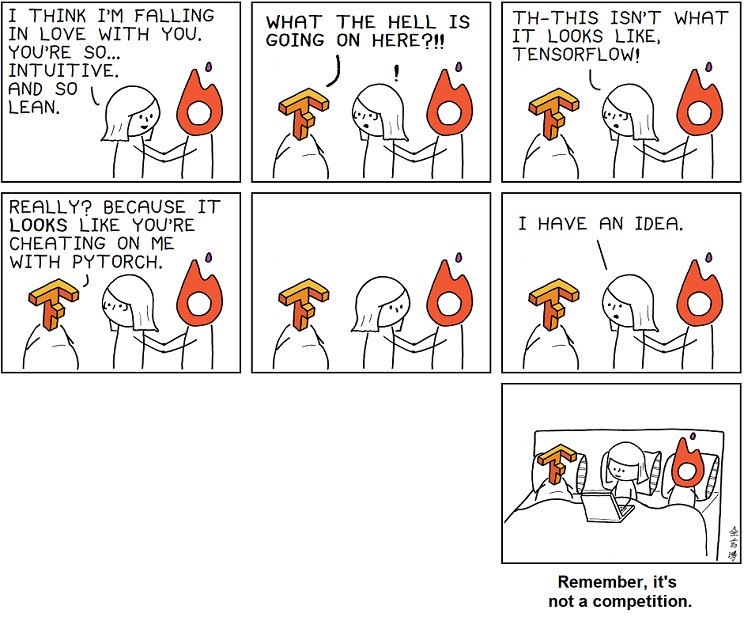 I THINK I'M FALLING
IN LOVE WITH YOU.
YOU'RE SO...
INTUITIVE.
AND SO
LEAN.
WHAT THE HELL IS
GOING ON HERE?!!
!
TH-THIS ISN'T WHAT
IT LOOKS LIKE,
TENSORFLOW!
REALLY? BECAUSE IT
LOOKS LIKE YOU'RE
CHEATING ON ME
WITH PYTORCH.
I HAVE AN IDEA.
Remember, it's
not a competition.